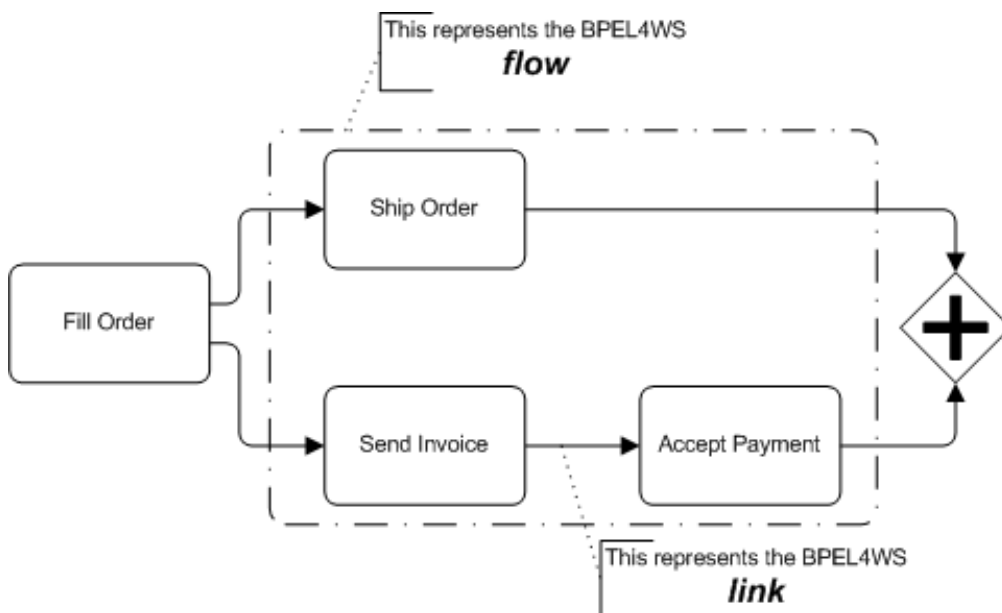 This represents the BPEL4WS
flow
Ship Order
Fill Order
Send Invoice
Accept Payment
This represents the BPEL4WS
link